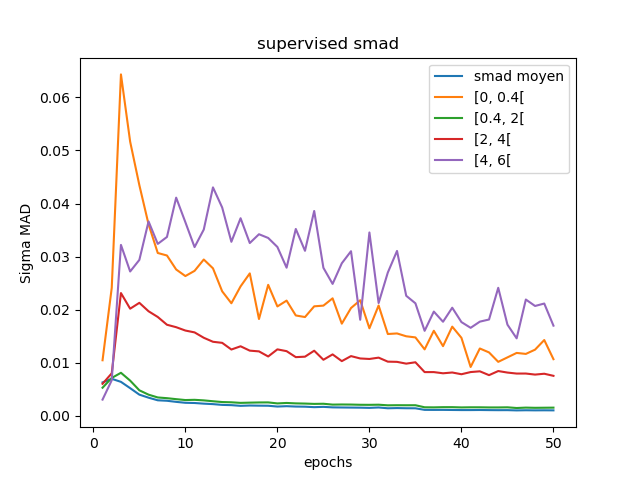 supervised smad
smad moyen
[0, 0.4[
[0.4, 2[
[2, 4[
[4, 6[
Sigma MAD
0.06
0.05
0.04
0.03
0.02
0.01
0.00
0 10 20 30 40 50
epochs